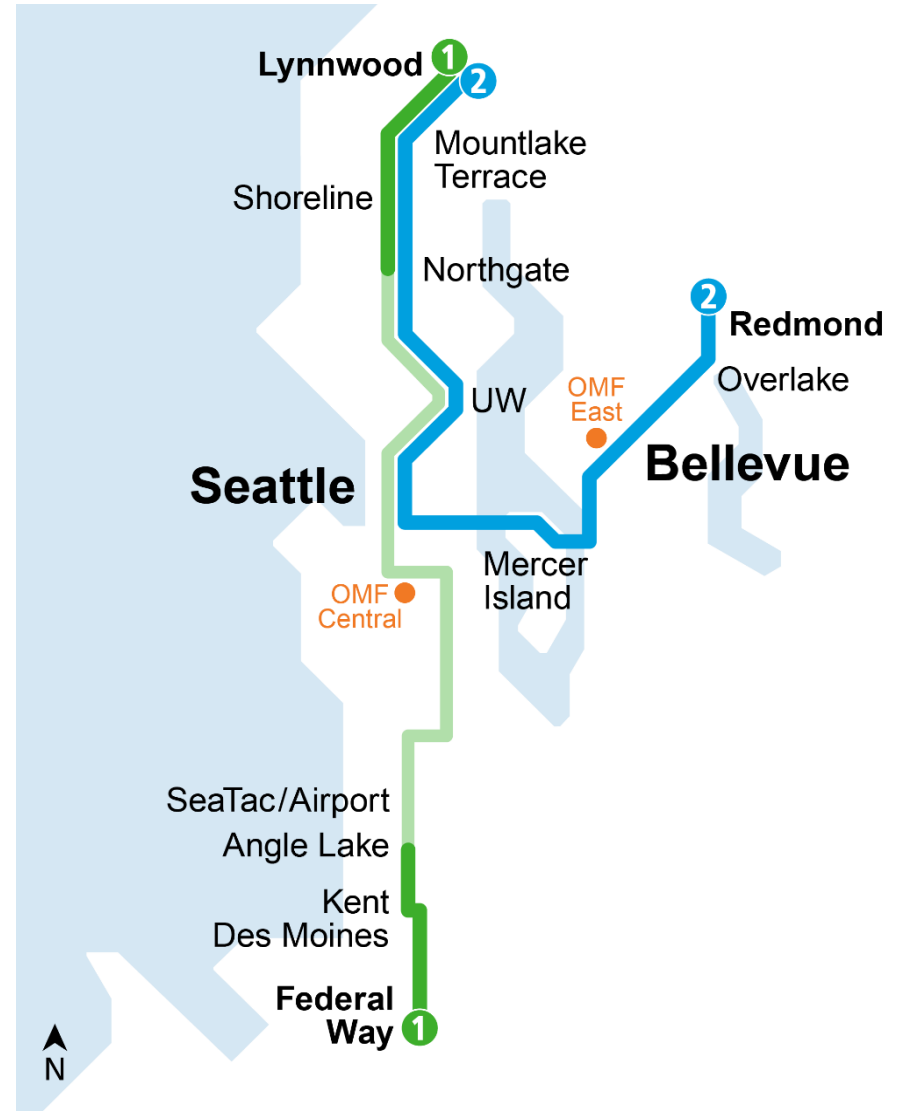 Lynnwood 1
2
Mountlake
Terrace
Shoreline
Northgate
2
Redmond
Overlake
OMF
East
UW
Bellevue
Seattle
Mercer
Island
OMF
Central
SeaTac/Airport
Angle Lake
Kent
Des Moines
Federal
Way 1
N